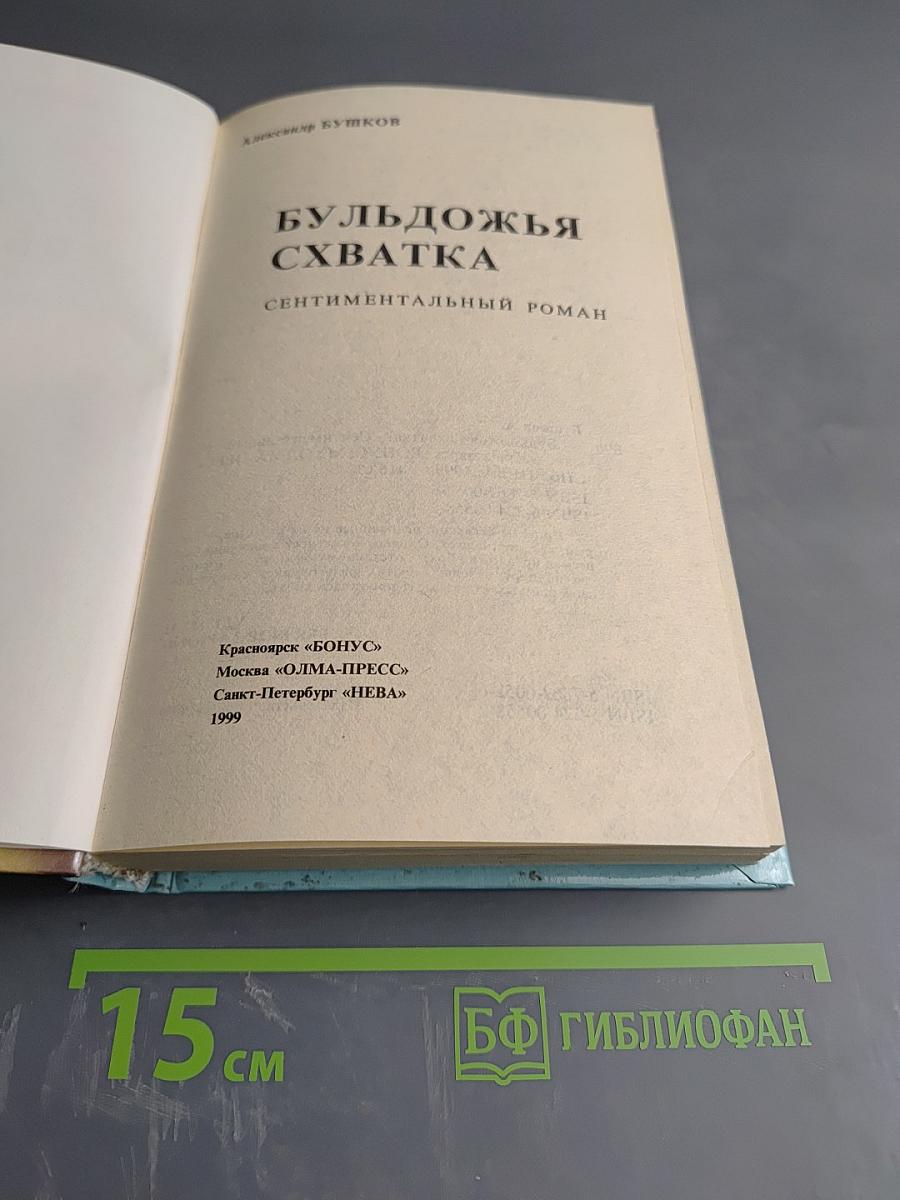 Александр БУШКОВ
БУЛЬДОЖЬЯ
СХВАТКА
СЕНТИМЕНТАЛЬНЫЙ РОМАН
Красноярск «БОНУС»
Москва «ОЛМА-ПРЕСС»
Санкт-Петербург «НЕВА»
1999
15 см
БФ ГИБЛИОФАН